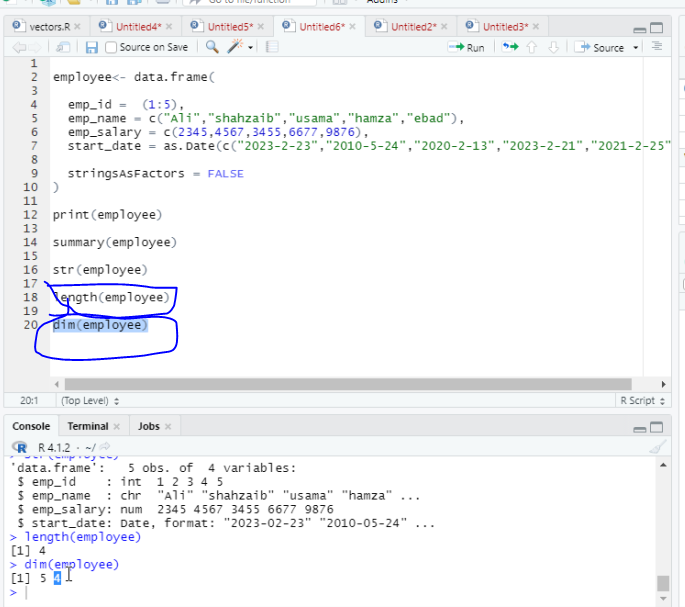 Go to file/function
Addins
vectors.R × Untitled4* × Untitled5* × Untitled6* × Untitled2* × Untitled3* ×
Source on Save Run Source
1
2 employee<- data.frame(
3
4 emp_id = (1:5),
5 emp_name = c("Ali","shahzaib","usama","hamza","ebad"),
6 emp_salary = c(2345,4567,3455,6677,9876),
7 start_date = as.Date(c("2023-2-23","2010-5-24","2020-2-13","2023-2-21","2021-2-25"
8
9 stringsAsFactors = FALSE
10 )
11
12 print(employee)
13
14 summary(employee)
15
16 str(employee)
17
18 length(employee)
19
20 dim(employee)
20:1 (Top Level) R Script
Console Terminal × Jobs ×
R 4.1.2 · ~/
> str(employee)
'data.frame': 5 obs. of 4 variables:
$ emp_id : int 1 2 3 4 5
$ emp_name : chr "Ali" "shahzaib" "usama" "hamza" ...
$ emp_salary: num 2345 4567 3455 6677 9876
$ start_date: Date, format: "2023-02-23" "2010-05-24" ...
> length(employee)
[1] 4
> dim(employee)
[1] 5 4
>